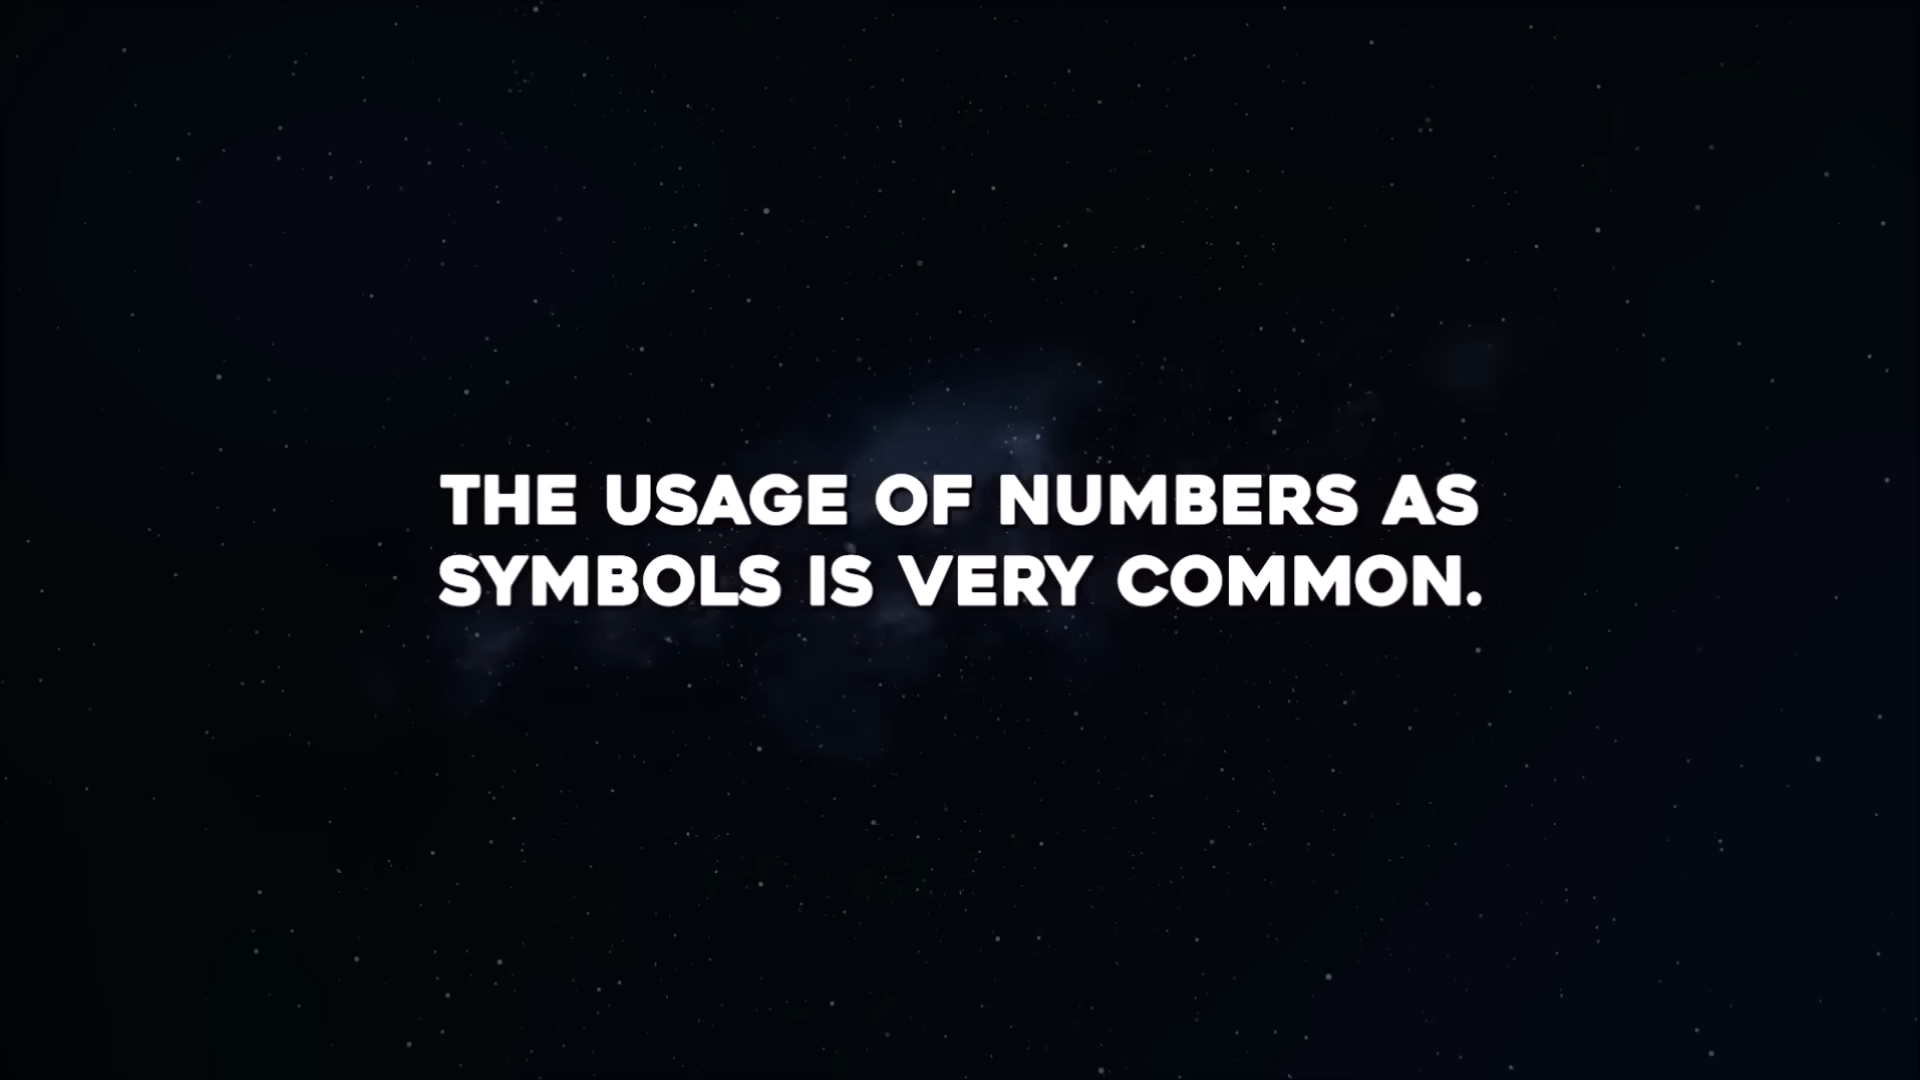 THE USAGE OF NUMBERS AS
SYMBOLS IS VERY COMMON.